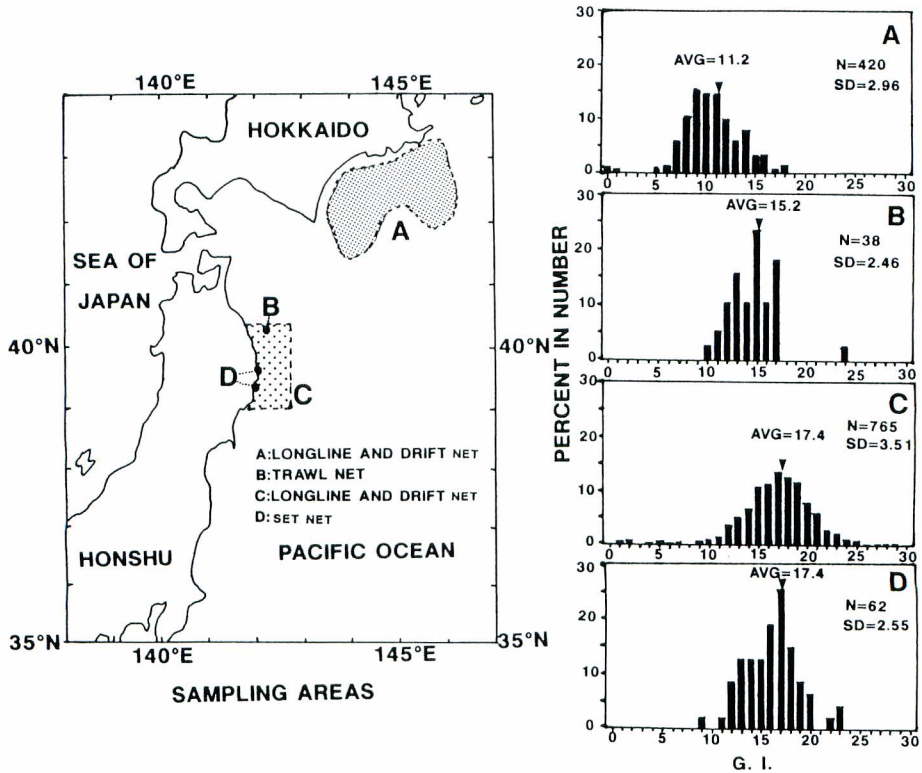 140°E 145°E
HOKKAIDO
A
SEA OF
JAPAN
B
40°N 40°N
D
C
A:LONGLINE AND DRIFT NET
B:TRAWL NET
C:LONGLINE AND DRIFT NET
D:SET NET
HONSHU
PACIFIC OCEAN
35°N 35°N
140°E 145°E
SAMPLING AREAS
PERCENT IN NUMBER
30
20
10
0
A
AVG=11.2
N=420
SD=2.96
0 5 10 15 20 25 30
30
20
10
0
B
AVG=15.2
N=38
SD=2.46
0 5 10 15 20 25 30
30
20
10
0
C
AVG=17.4
N=765
SD=3.51
0 5 10 15 20 25 30
30
20
10
0
D
AVG=17.4
N=62
SD=2.55
0 5 10 15 20 25 30
G. I.